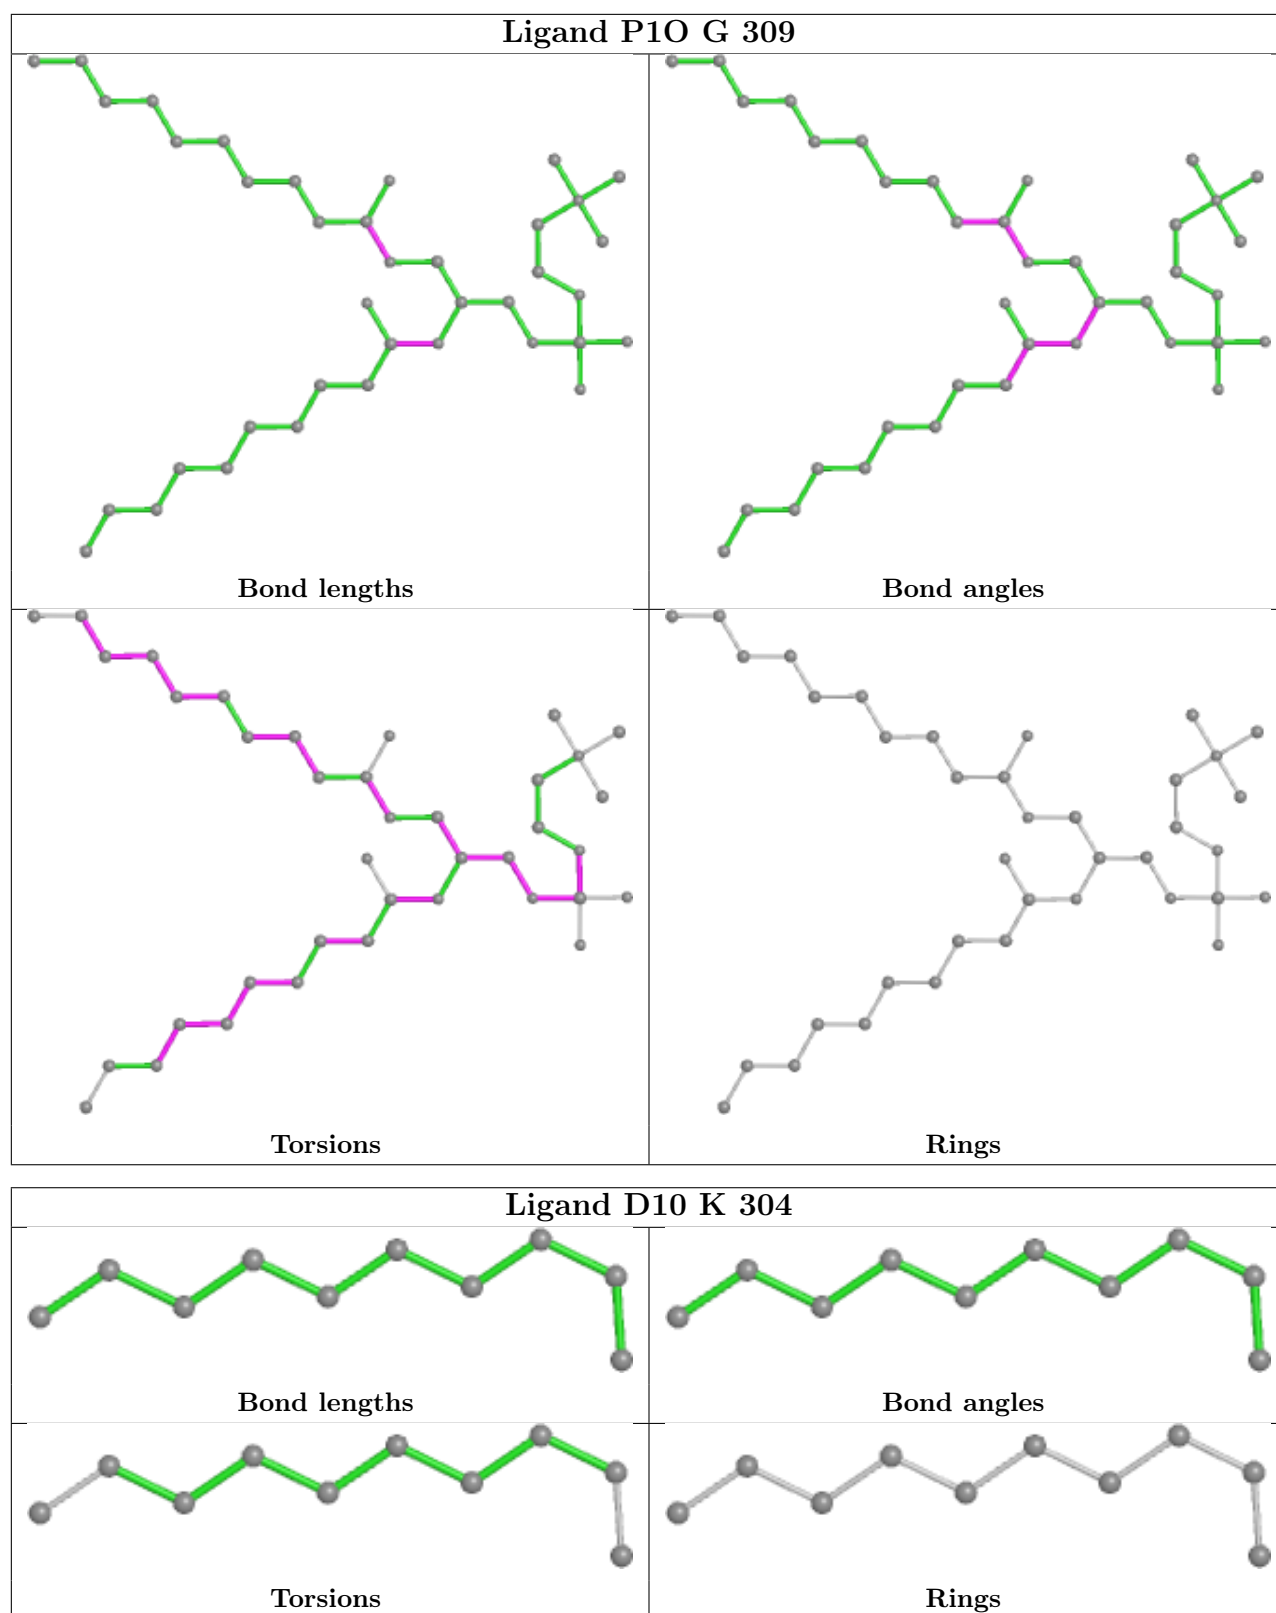 Ligand P1O G 309
Bond lengths
Bond angles
Torsions
Rings
Ligand D10 K 304
Bond lengths
Bond angles
Torsions
Rings